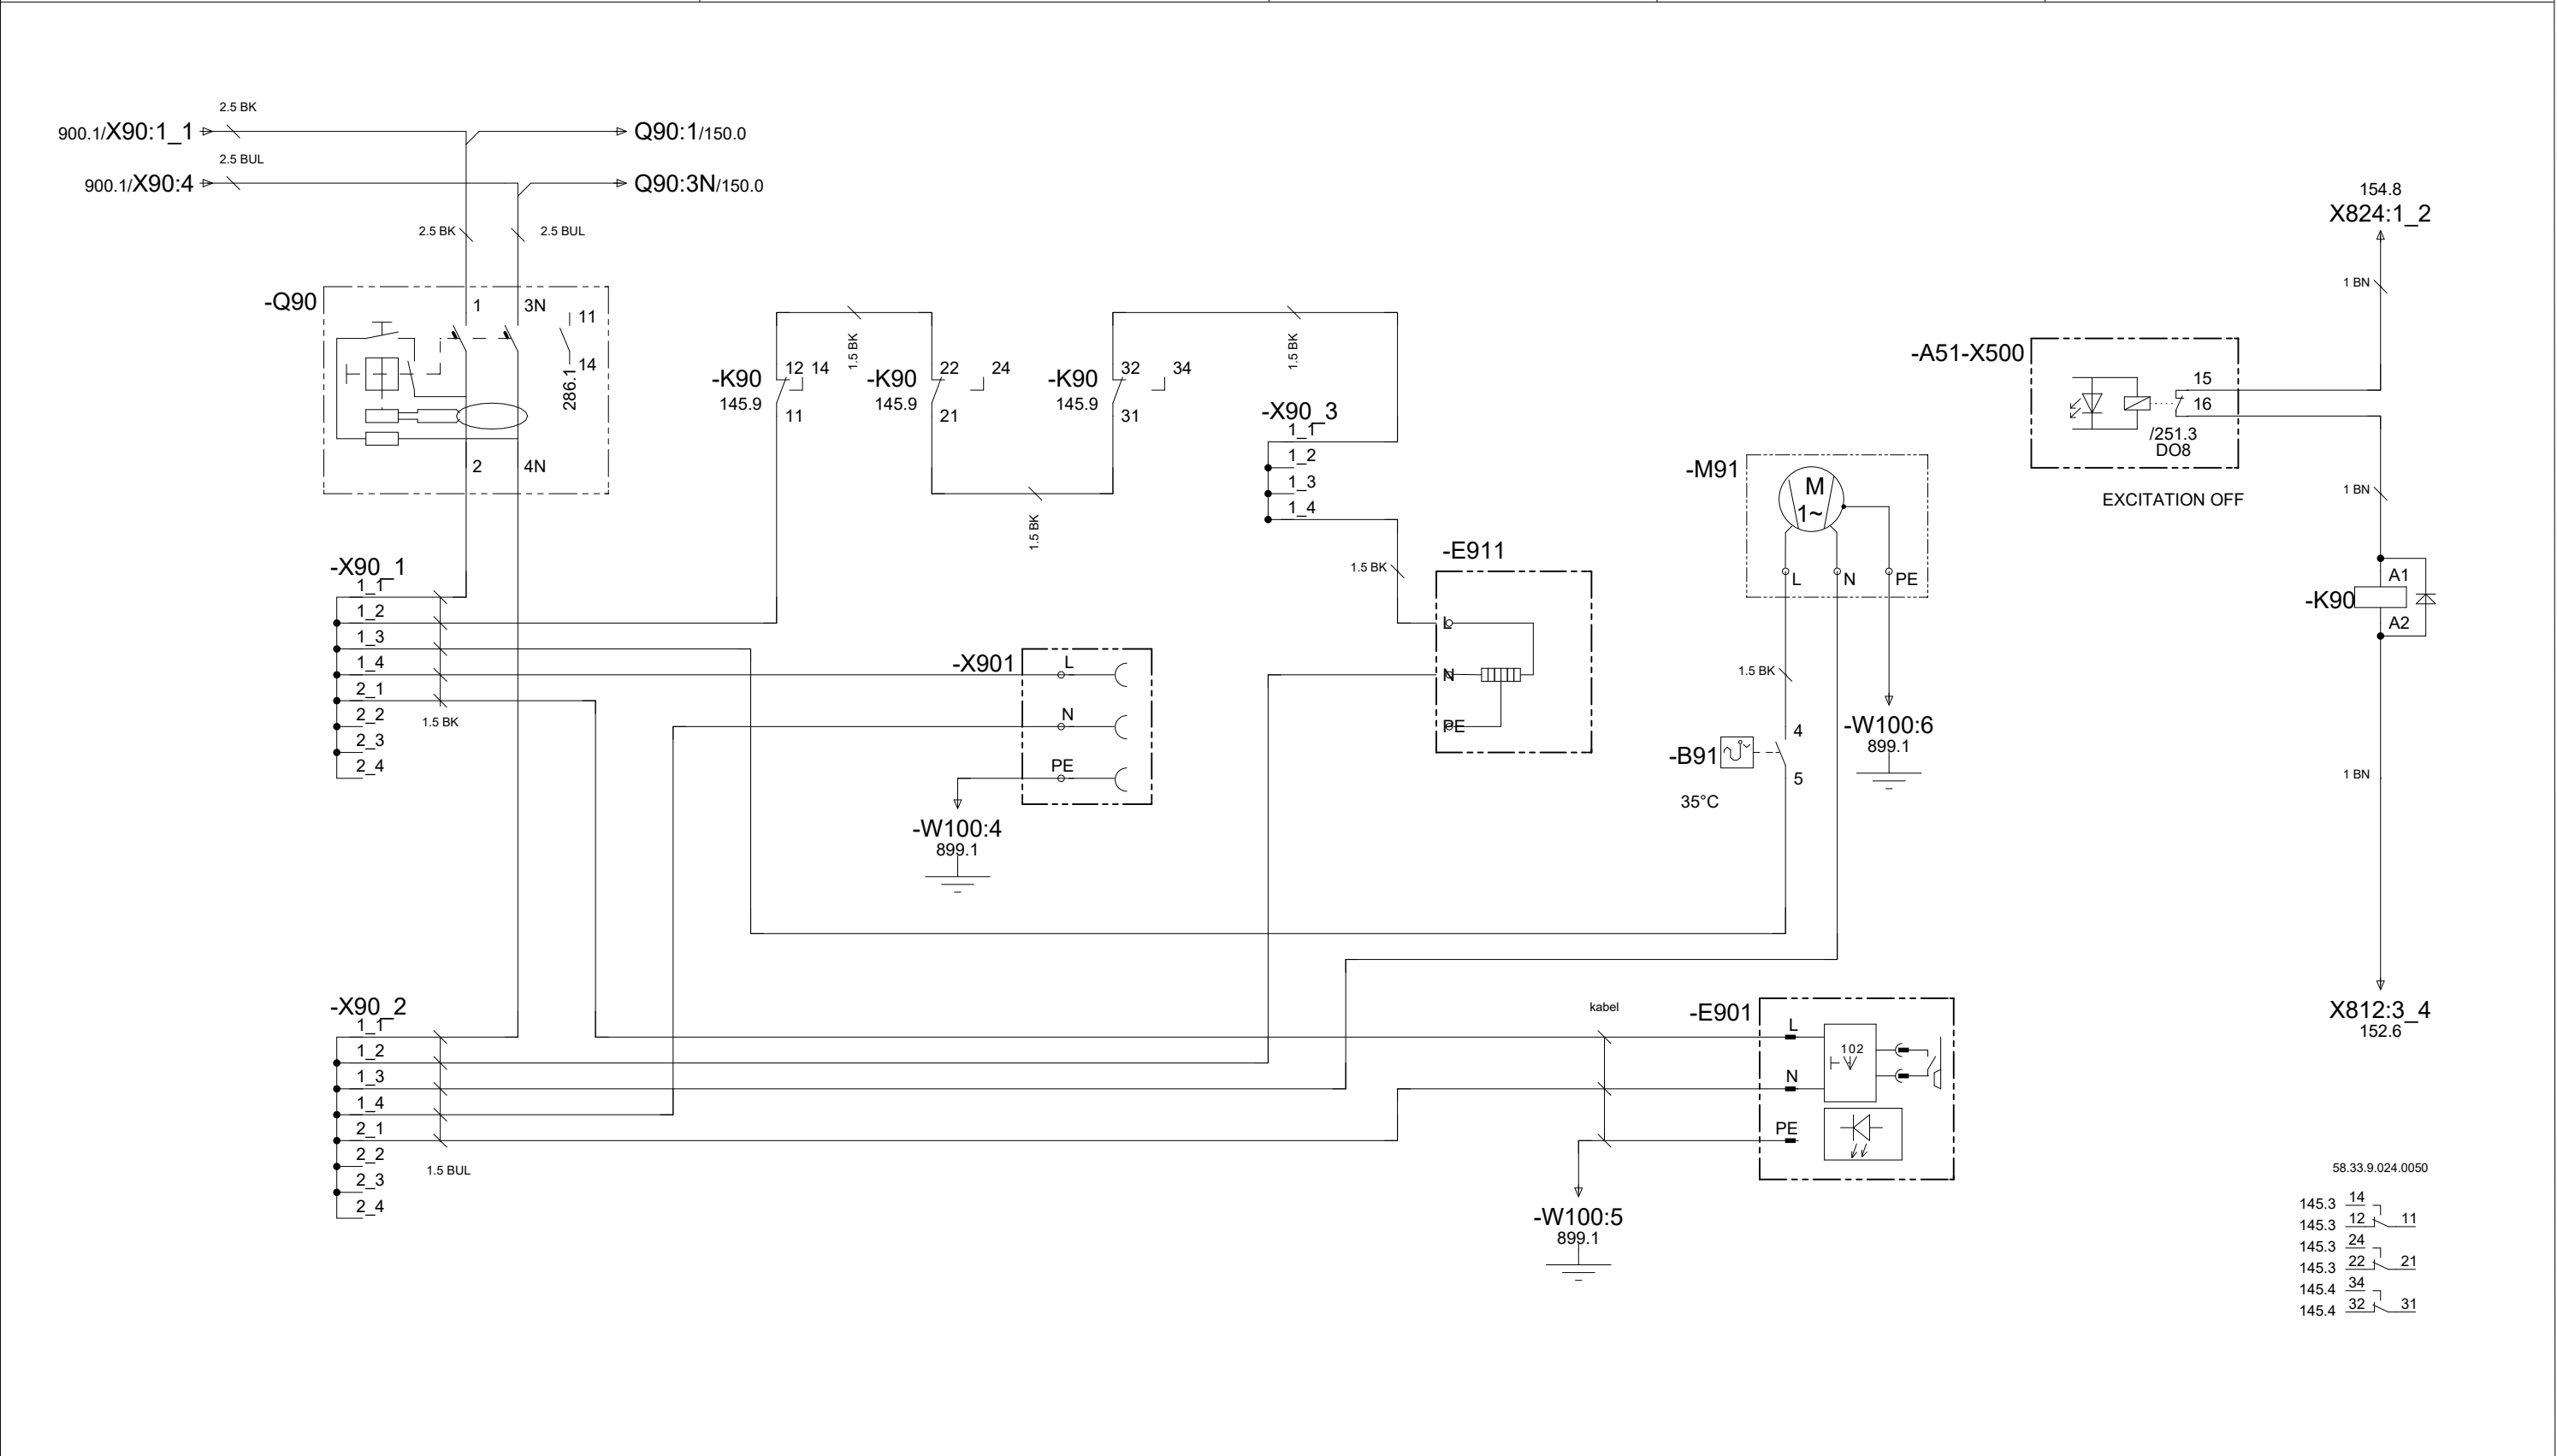 2.5 BK
900.1/X90:1_1
Q90:1/150.0
2.5 BUL
900.1/X90:4
Q90:3N/150.0
2.5 BK
2.5 BUL
154.8
X824:1_2
1 BN
-Q90
1
3N
11
14
286.1
2
4N
-K90
145.9
12
14
11
1.5 BK
-K90
145.9
22
24
21
1.5 BK
-K90
145.9
32
34
31
1.5 BK
-X90_3
1_1
1_2
1_3
1_4
1.5 BK
-A51-X500
15
16
/251.3
DO8
EXCITATION OFF
1 BN
-M91
M
1~
L
N
PE
-E911
L
N
PE
-K90
A1
A2
-X90_1
1_1
1_2
1_3
1_4
2_1
2_2
2_3
2_4
1.5 BK
-X901
L
N
PE
-W100:4
899.1
1.5 BK
-B91
4
5
35°C
-W100:6
899.1
1 BN
X812:3_4
152.6
-X90_2
1_1
1_2
1_3
1_4
2_1
2_2
2_3
2_4
1.5 BUL
kabel
-E901
L
N
PE
102
-W100:5
899.1
58.33.9.024.0050
145.3 14
145.3 12 11
145.3 24
145.3 22 21
145.4 34
145.4 32 31